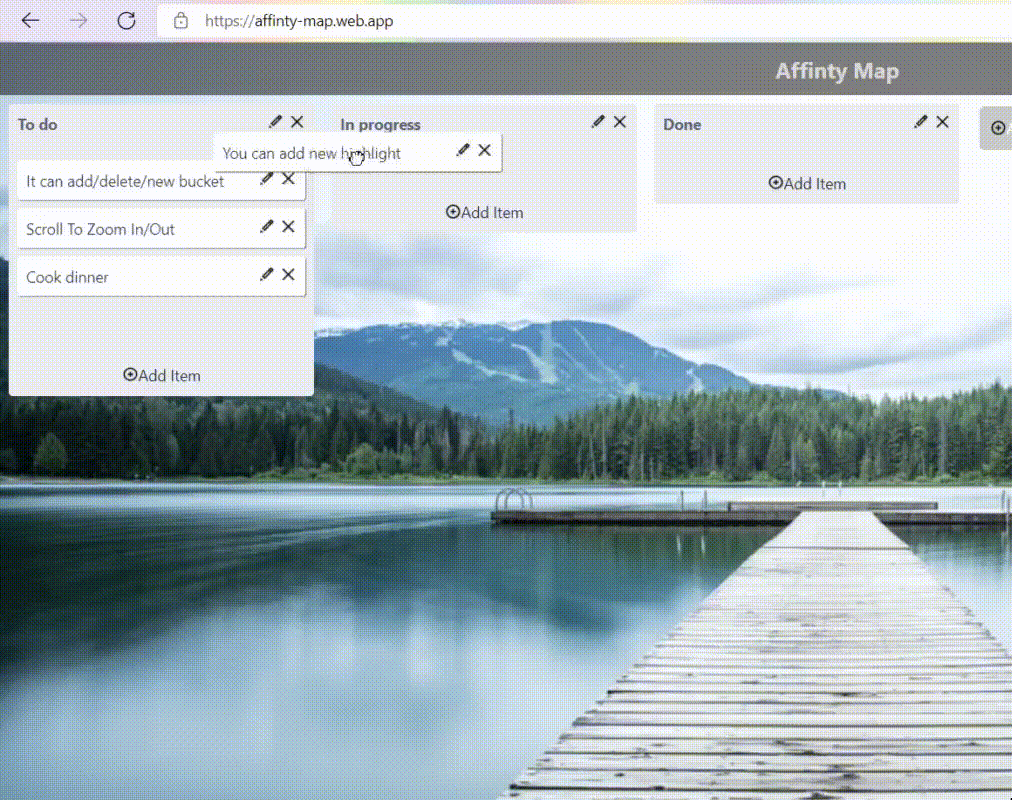 https://affinty-map.web.app
Affinty Map
To do
In progress
Done
You can add new highlight
It can add/delete/new bucket
Scroll To Zoom In/Out
Cook dinner
Add Item
Add Item
Add Item